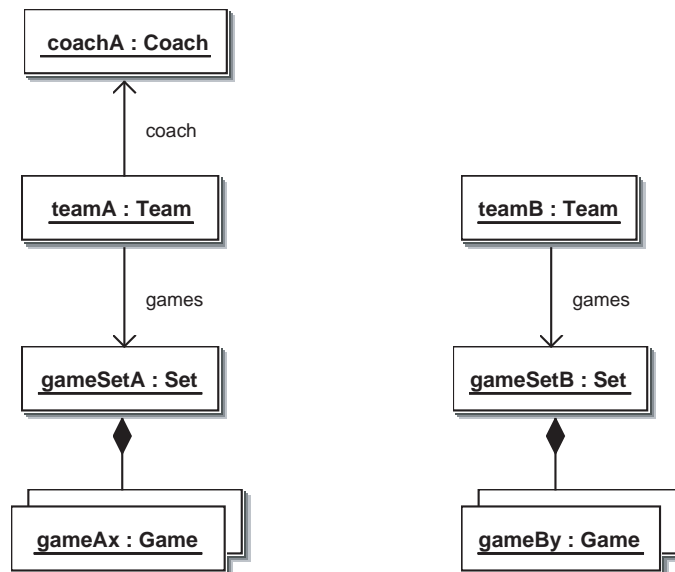 coachA : Coach
coach
teamA : Team
teamB : Team
games
games
gameSetA : Set
gameSetB : Set
gameAx : Game
gameBy : Game